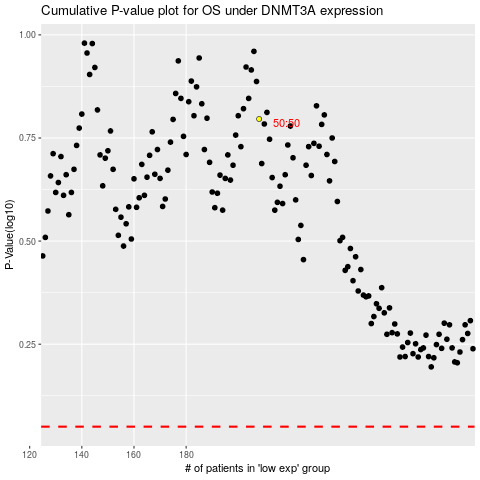 Cumulative P-value plot for OS under DNMT3A expression
1.00
0.75
0.50
0.25
P-Value(log10)
50:50
120 140 160 180
# of patients in 'low exp' group